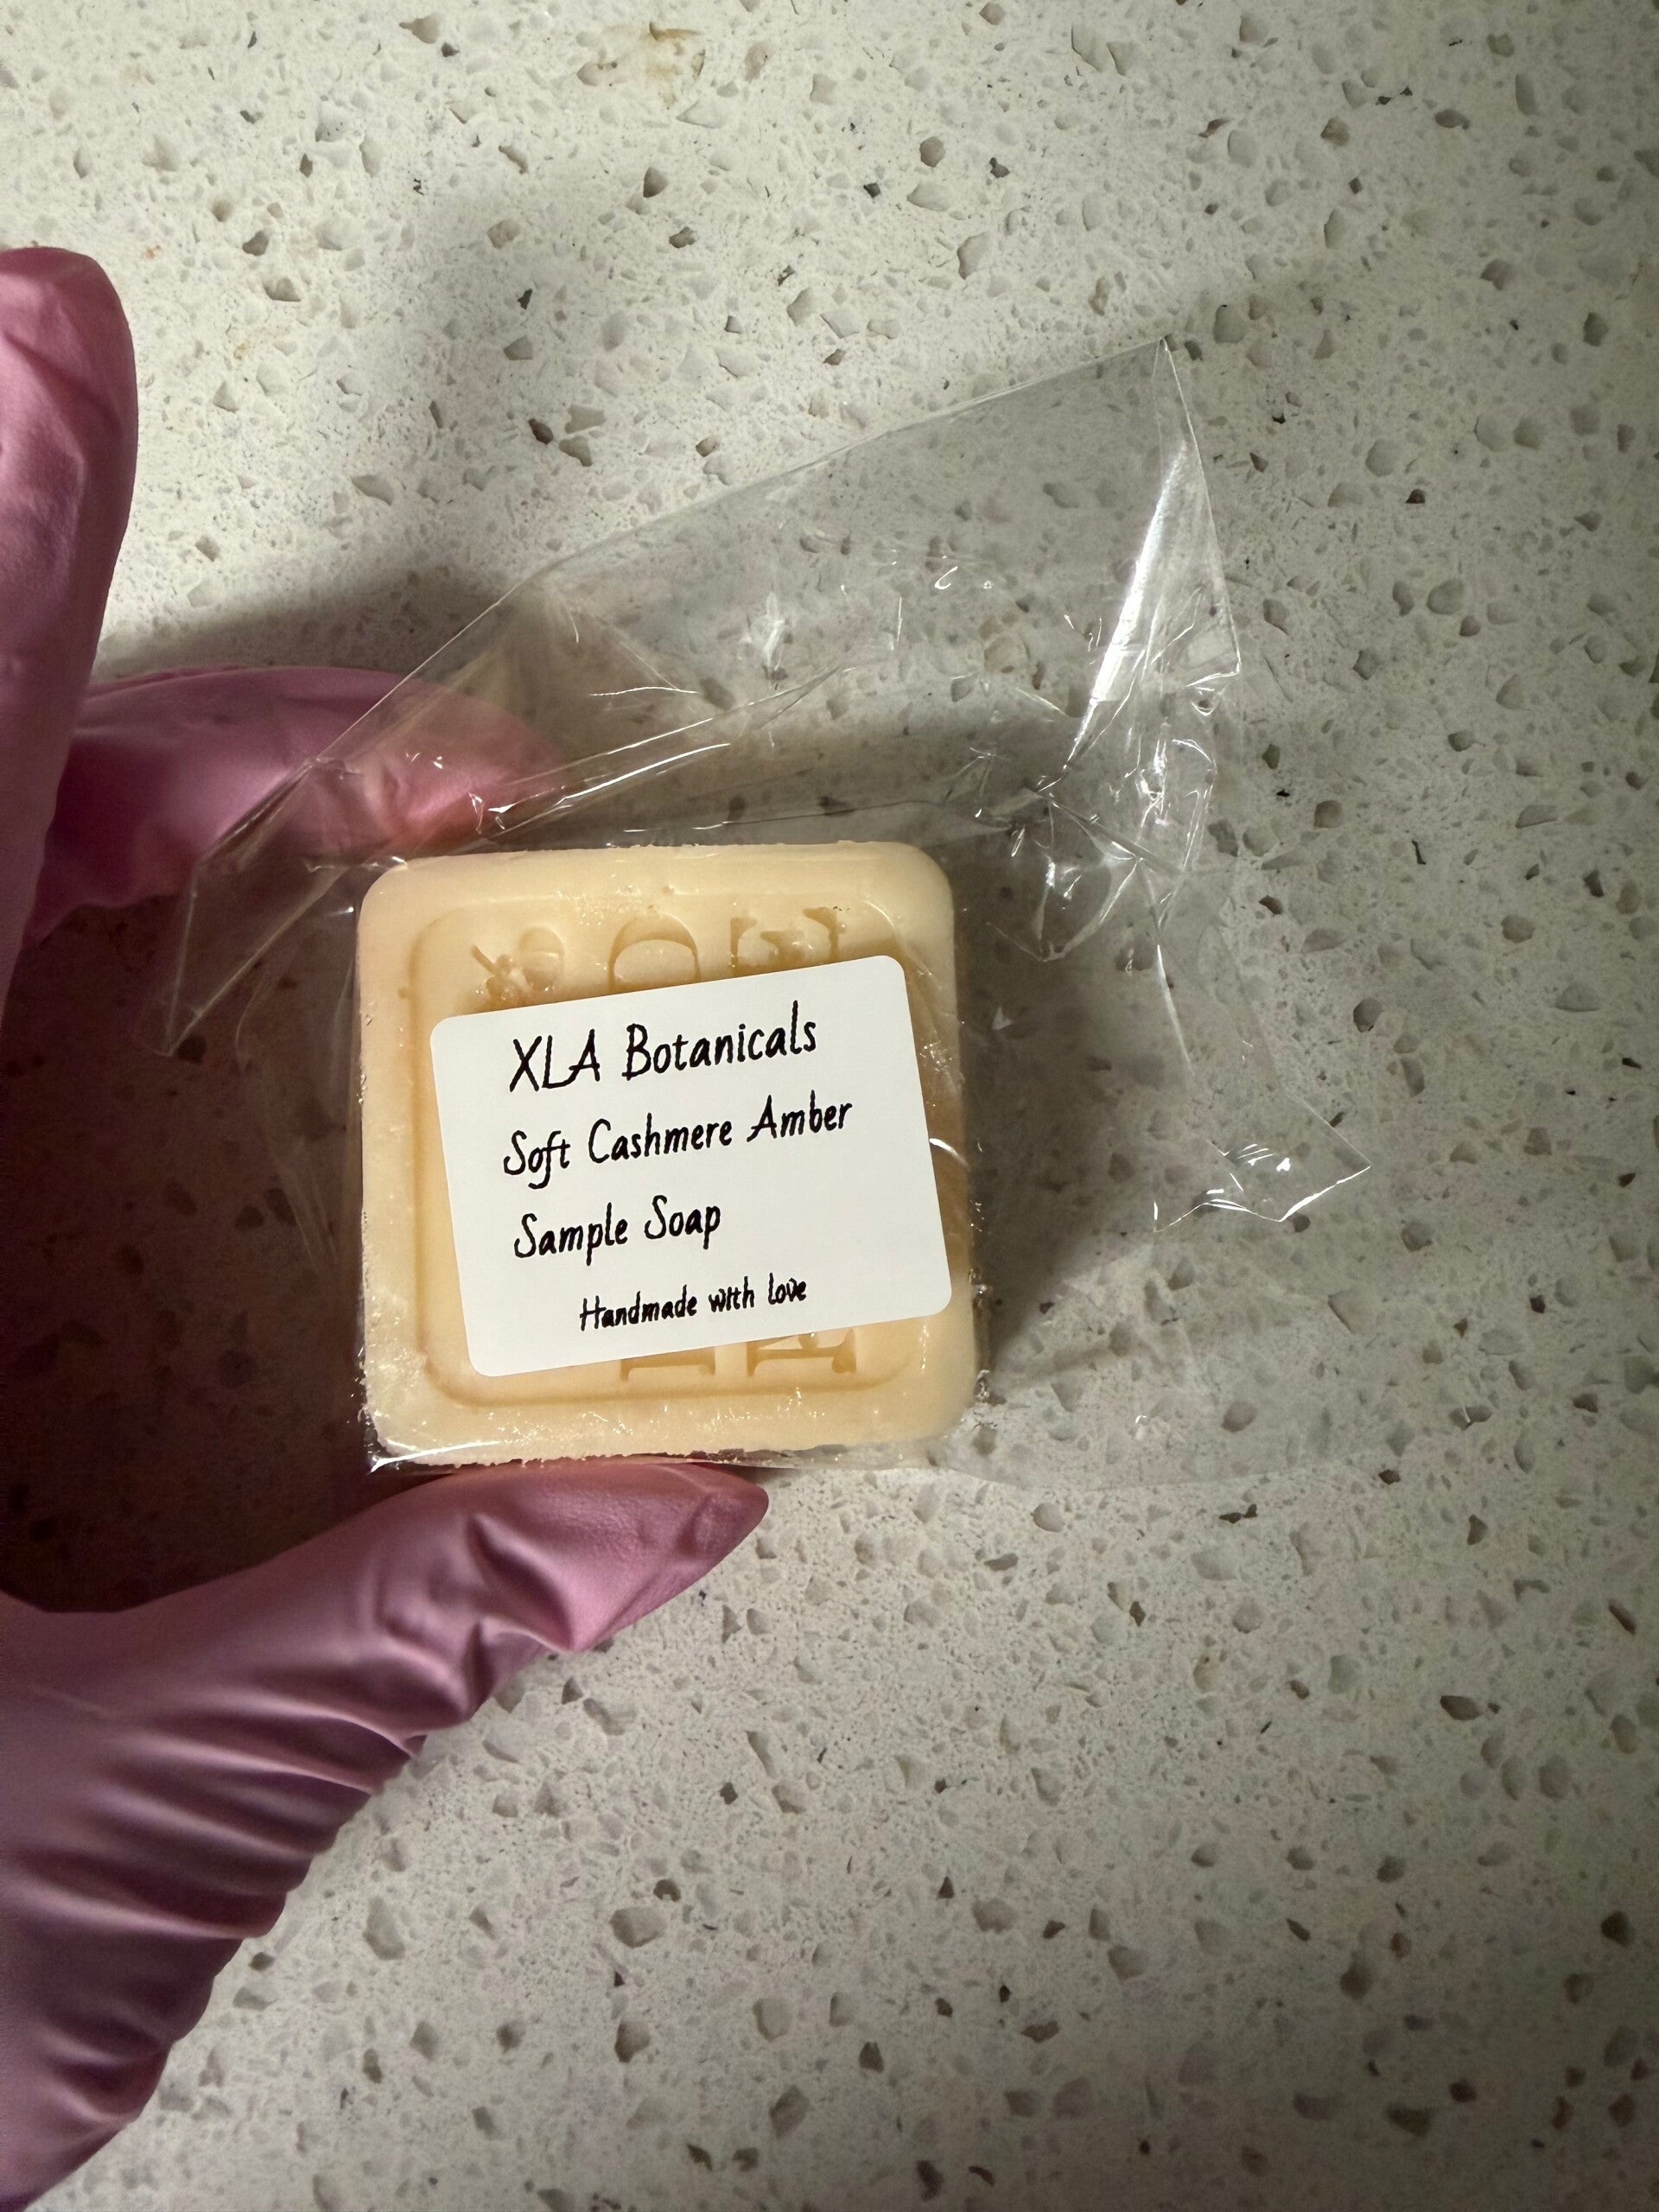 XLA Botanicals
Soft Cashmere Amber
Sample Soap
Handmade with love